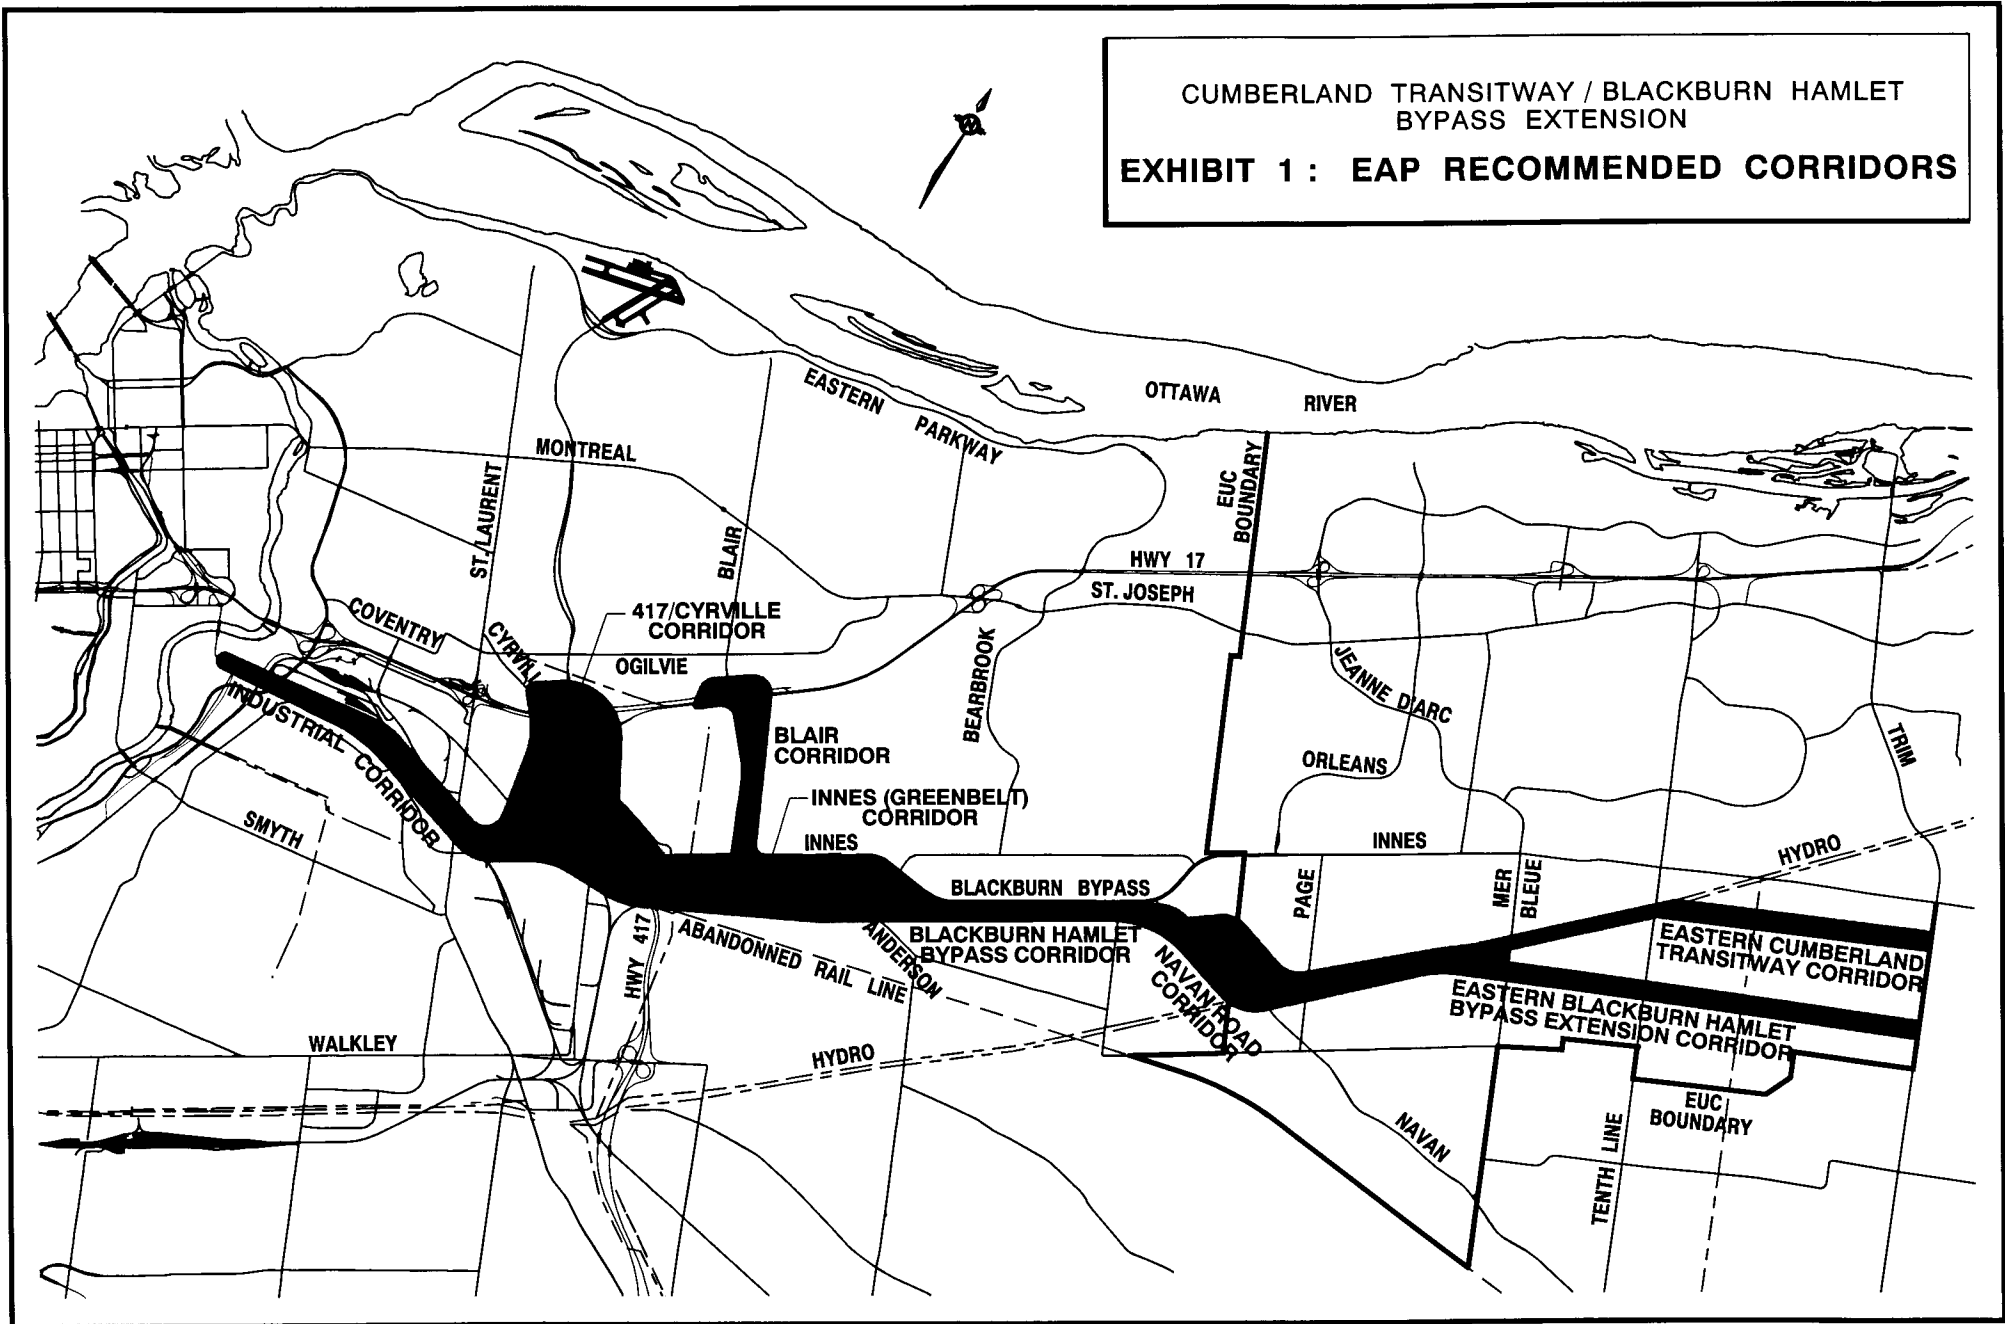 CUMBERLAND TRANSITWAY / BLACKBURN HAMLET
BYPASS EXTENSION
EXHIBIT 1 : EAP RECOMMENDED CORRIDORS
OTTAWA
RIVER
EASTERN
PARKWAY
MONTREAL
ST. LAURENT
BLAIR
EUC
BOUNDARY
HWY 17
ST. JOSEPH
COVENTRY
CYRVILL
417/CYRVILLE
CORRIDOR
OGILVIE
BEARBROOK
JEANNE D'ARC
INDUSTRIAL CORRIDOR
BLAIR
CORRIDOR
ORLEANS
TRIM
INNES (GREENBELT)
CORRIDOR
SMYTH
INNES
INNES
HYDRO
BLACKBURN BYPASS
PAGE
MER
BLEUE
HWY 417
ABANDONNED RAIL LINE
ANDERSON
BLACKBURN HAMLET
BYPASS CORRIDOR
NAVAN ROAD
CORRIDOR
EASTERN CUMBERLAND
TRANSITWAY CORRIDOR
EASTERN BLACKBURN HAMLET
BYPASS EXTENSION CORRIDOR
WALKLEY
HYDRO
EUC
BOUNDARY
NAVAN
TENTH LINE